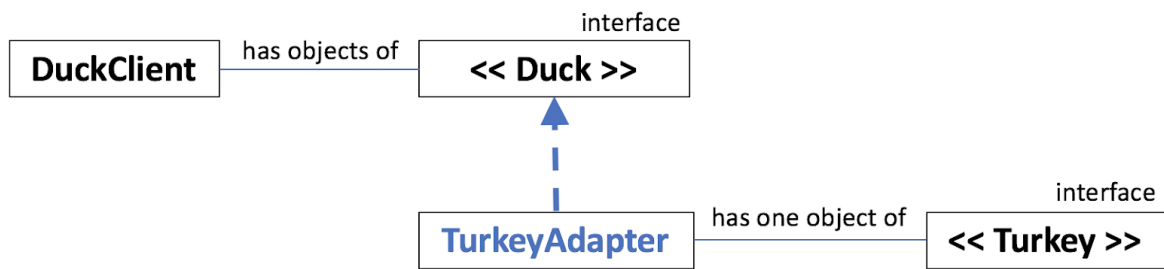 interface
has objects of
DuckClient
<< Duck >>
interface
has one object of
TurkeyAdapter
<< Turkey >>